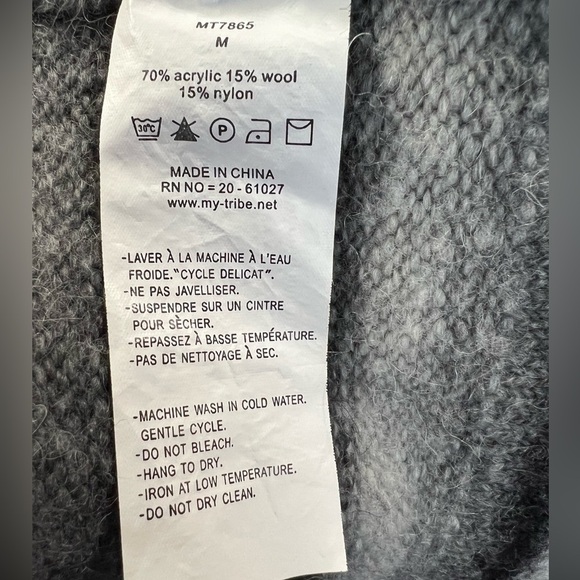 MT7865
M
70% acrylic 15% wool
15% nylon
30°C P
MADE IN CHINA
RN NO = 20 - 61027
www.my-tribe.net
-LAVER À LA MACHINE À L'EAU
FROIDE."CYCLE DELICAT".
-NE PAS JAVELLISER.
-SUSPENDRE SUR UN CINTRE
POUR SÈCHER.
-REPASSEZ À BASSE TEMPÉRATURE.
-PAS DE NETTOYAGE À SEC.
-MACHINE WASH IN COLD WATER.
GENTLE CYCLE.
-DO NOT BLEACH.
-HANG TO DRY.
-IRON AT LOW TEMPERATURE.
-DO NOT DRY CLEAN.